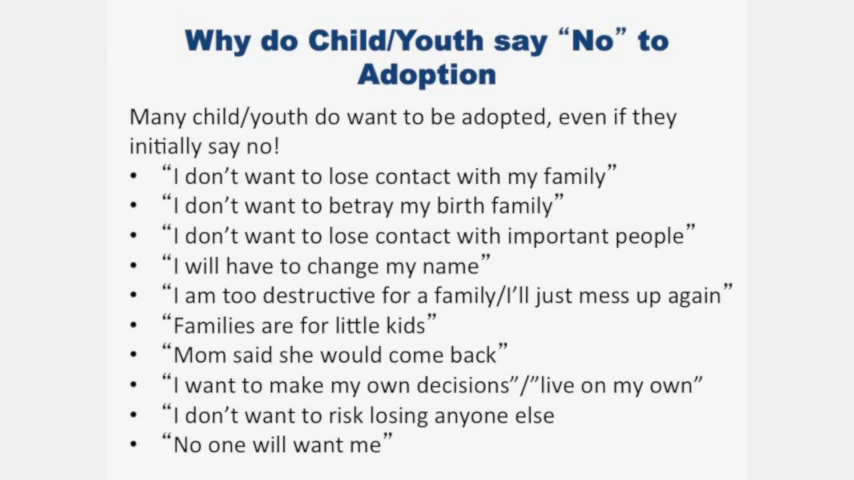 Why do Child/Youth say “No” to
Adoption
Many child/youth do want to be adopted, even if they
initially say no!
• “I don’t want to lose contact with my family”
• “I don’t want to betray my birth family”
• “I don’t want to lose contact with important people”
• “I will have to change my name”
• “I am too destructive for a family/I’ll just mess up again”
• “Families are for little kids”
• “Mom said she would come back”
• “I want to make my own decisions”/”live on my own”
• “I don’t want to risk losing anyone else
• “No one will want me”